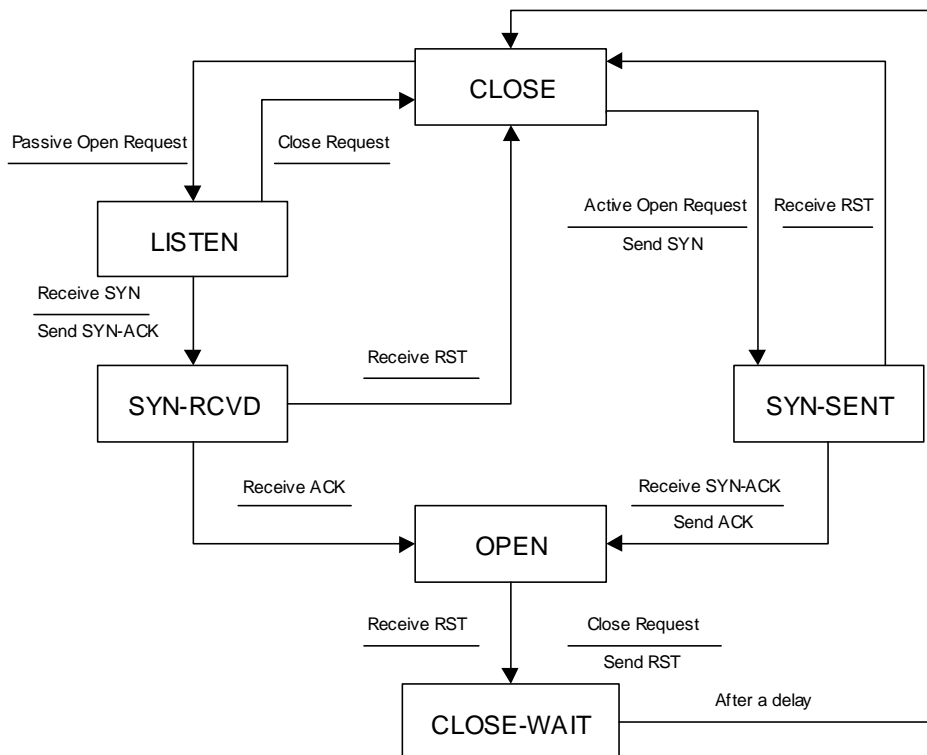 CLOSE
Passive Open Request
Close Request
Active Open Request
Send SYN
Receive RST
LISTEN
Receive SYN
Send SYN-ACK
Receive RST
SYN-RCVD
SYN-SENT
Receive ACK
Receive SYN-ACK
Send ACK
OPEN
Receive RST
Close Request
Send RST
CLOSE-WAIT
After a delay